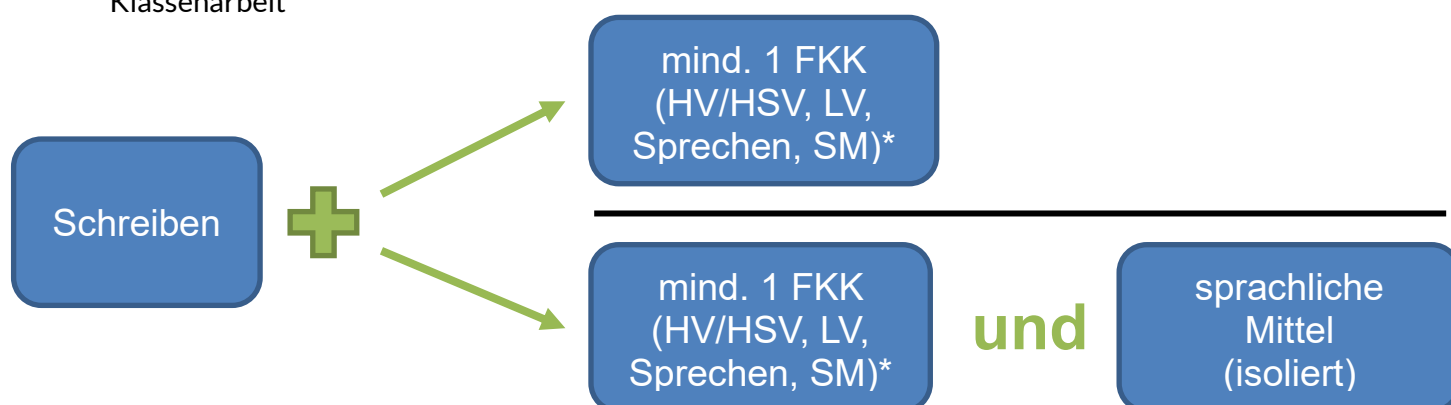 Klassenarbeit
mind. 1 FKK
(HV/HSV, LV,
Sprechen, SM)*
Schreiben
mind. 1 FKK
(HV/HSV, LV,
Sprechen, SM)*
und
sprachliche
Mittel
(isoliert)